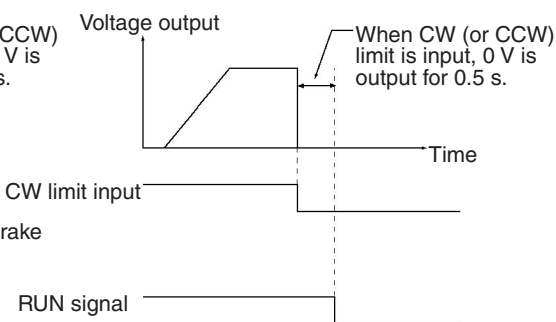 CCW)
V is
s.
Voltage output
When CW (or CCW)
limit is input, 0 V is
output for 0.5 s.
Time
CW limit input
rake
RUN signal